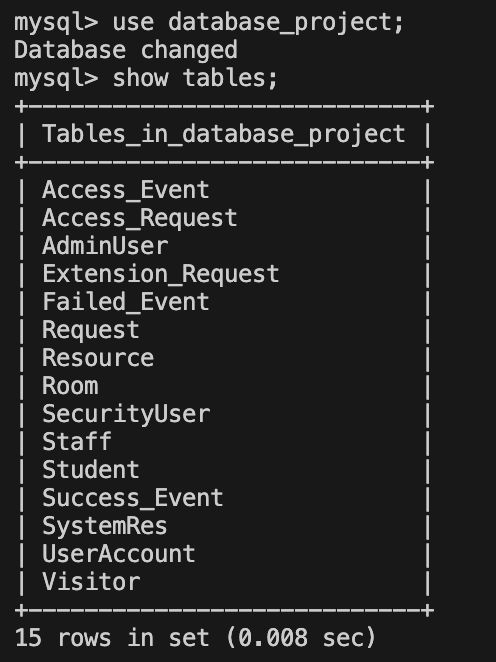 mysql> use database_project;
Database changed
mysql> show tables;
+----------------------------+
| Tables_in_database_project |
+----------------------------+
| Access_Event               |
| Access_Request             |
| AdminUser                  |
| Extension_Request          |
| Failed_Event               |
| Request                    |
| Resource                   |
| Room                       |
| SecurityUser               |
| Staff                      |
| Student                    |
| Success_Event              |
| SystemRes                  |
| UserAccount                |
| Visitor                    |
+----------------------------+
15 rows in set (0.008 sec)